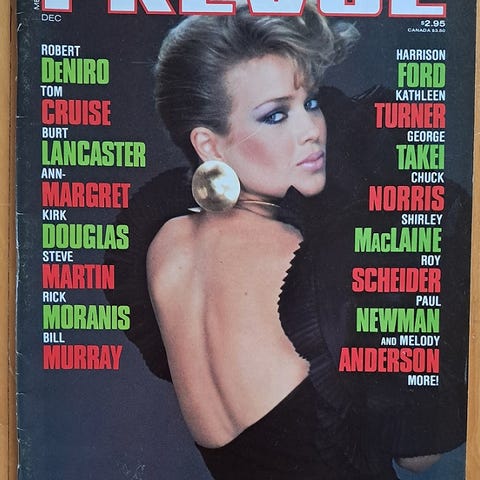 PREVUE
DEC
$2.95
CANADA $3.50
ROBERT
DENIRO
TOM
CRUISE
BURT
LANCASTER
ANN-
MARGRET
KIRK
DOUGLAS
STEVE
MARTIN
RICK
MORANIS
BILL
MURRAY
HARRISON
FORD
KATHLEEN
TURNER
GEORGE
TAKEI
CHUCK
NORRIS
SHIRLEY
MACLAINE
ROY
SCHEIDER
PAUL
NEWMAN
AND MELODY
ANDERSON
MORE!